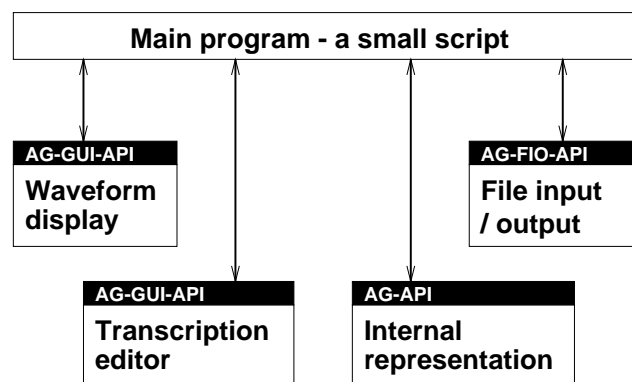 Main program - a small script
AG-GUI-API
Waveform
display
AG-FIO-API
File input
/ output
AG-GUI-API
Transcription
editor
AG-API
Internal
representation